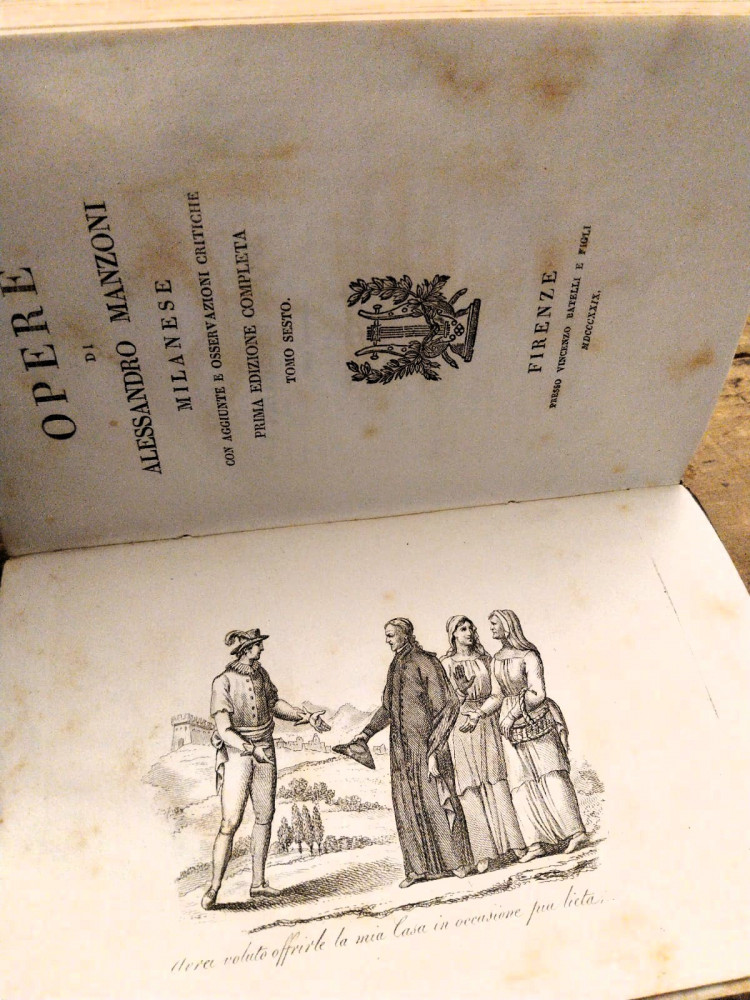 OPERE
DI
ALESSANDRO MANZONI
MILANESE
CON AGGIUNTE E OSSERVAZIONI CRITICHE
PRIMA EDIZIONE COMPLETA
TOMO SESTO.
FIRENZE
PRESSO VINCENZO BATELLI E FIGLI
MDCCCXXIX.
Avrei voluto offrirle la mia Casa in occasione piu lieta.